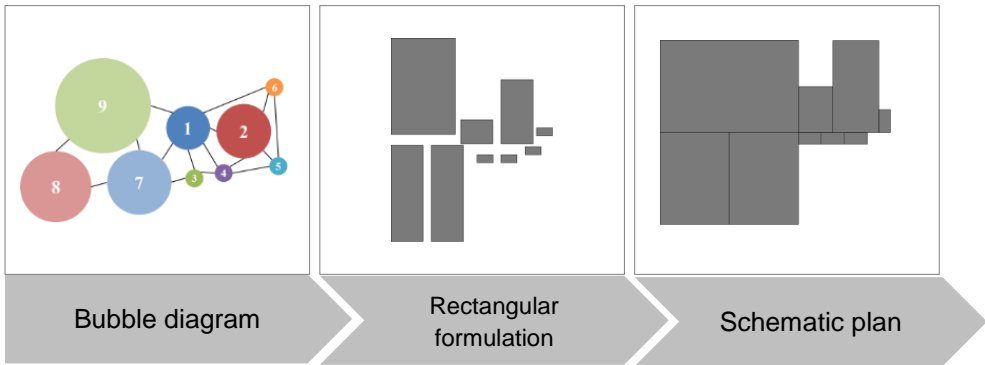 9
1
2
6
8
7
3
4
5
Bubble diagram
Rectangular
formulation
Schematic plan